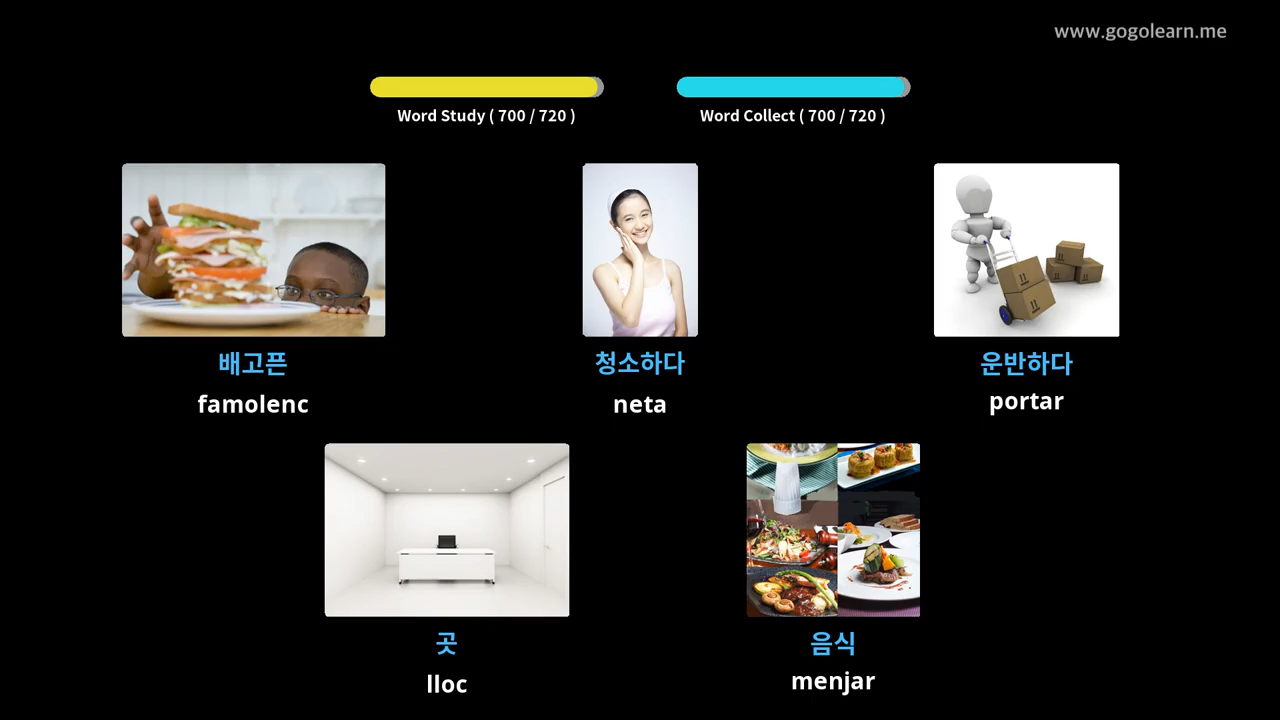 www.gogolearn.me
Word Study ( 700 / 720 )
Word Collect ( 700 / 720 )
배고픈
famolenc
청소하다
neta
운반하다
portar
곳
lloc
음식
menjar